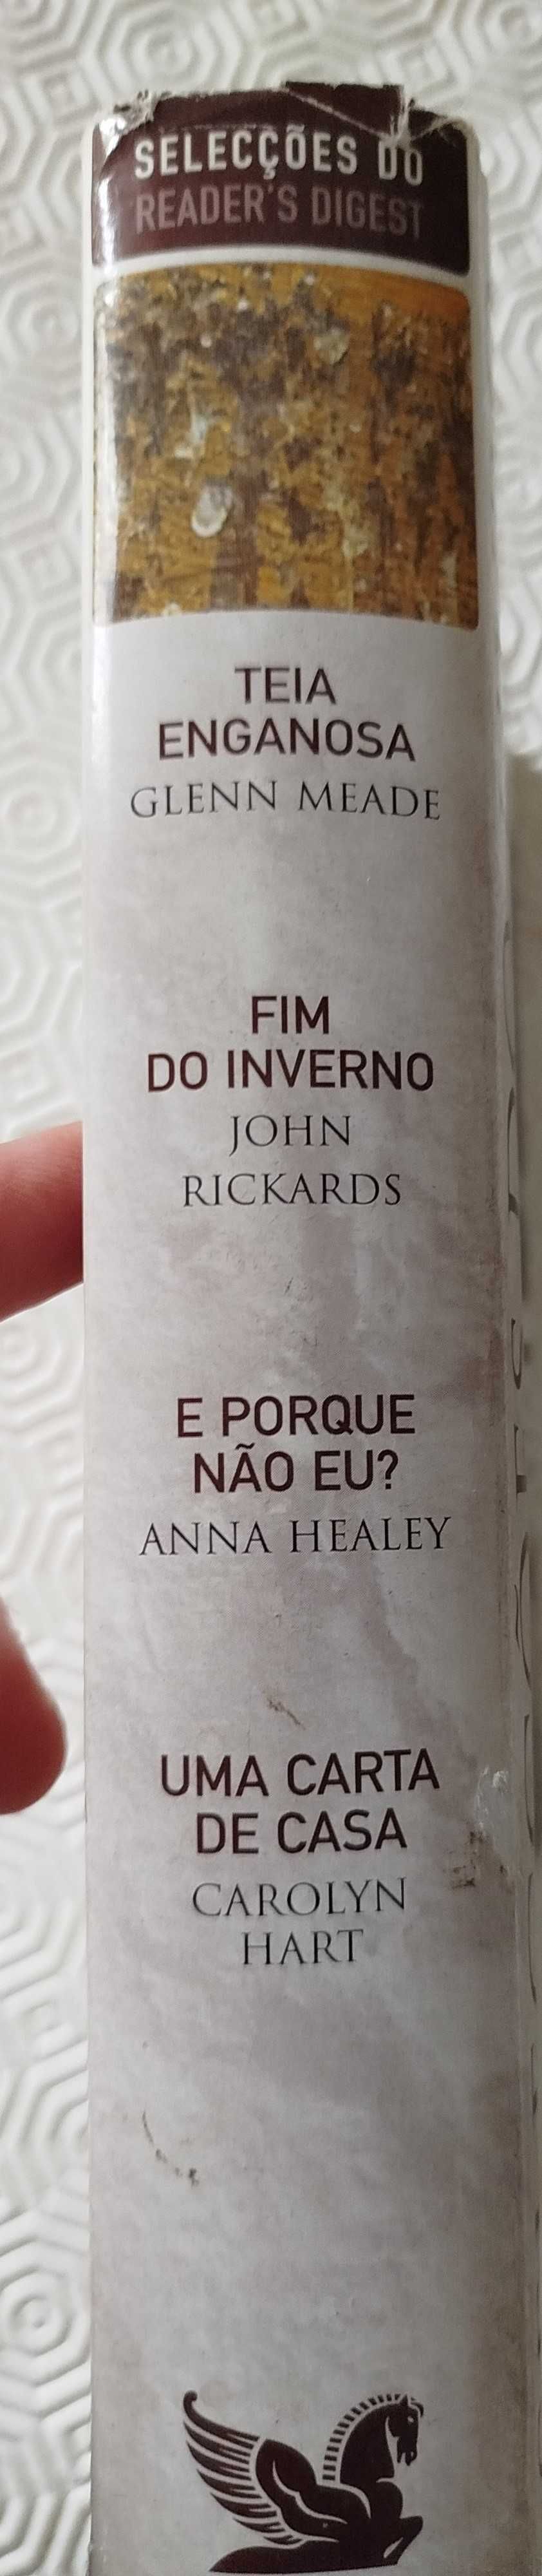 SELECÇÕES DO
READER'S DIGEST
TEIA
ENGANOSA
GLENN MEADE
FIM
DO INVERNO
JOHN
RICKARDS
E PORQUE
NÃO EU?
ANNA HEALEY
UMA CARTA
DE CASA
CAROLYN
HART